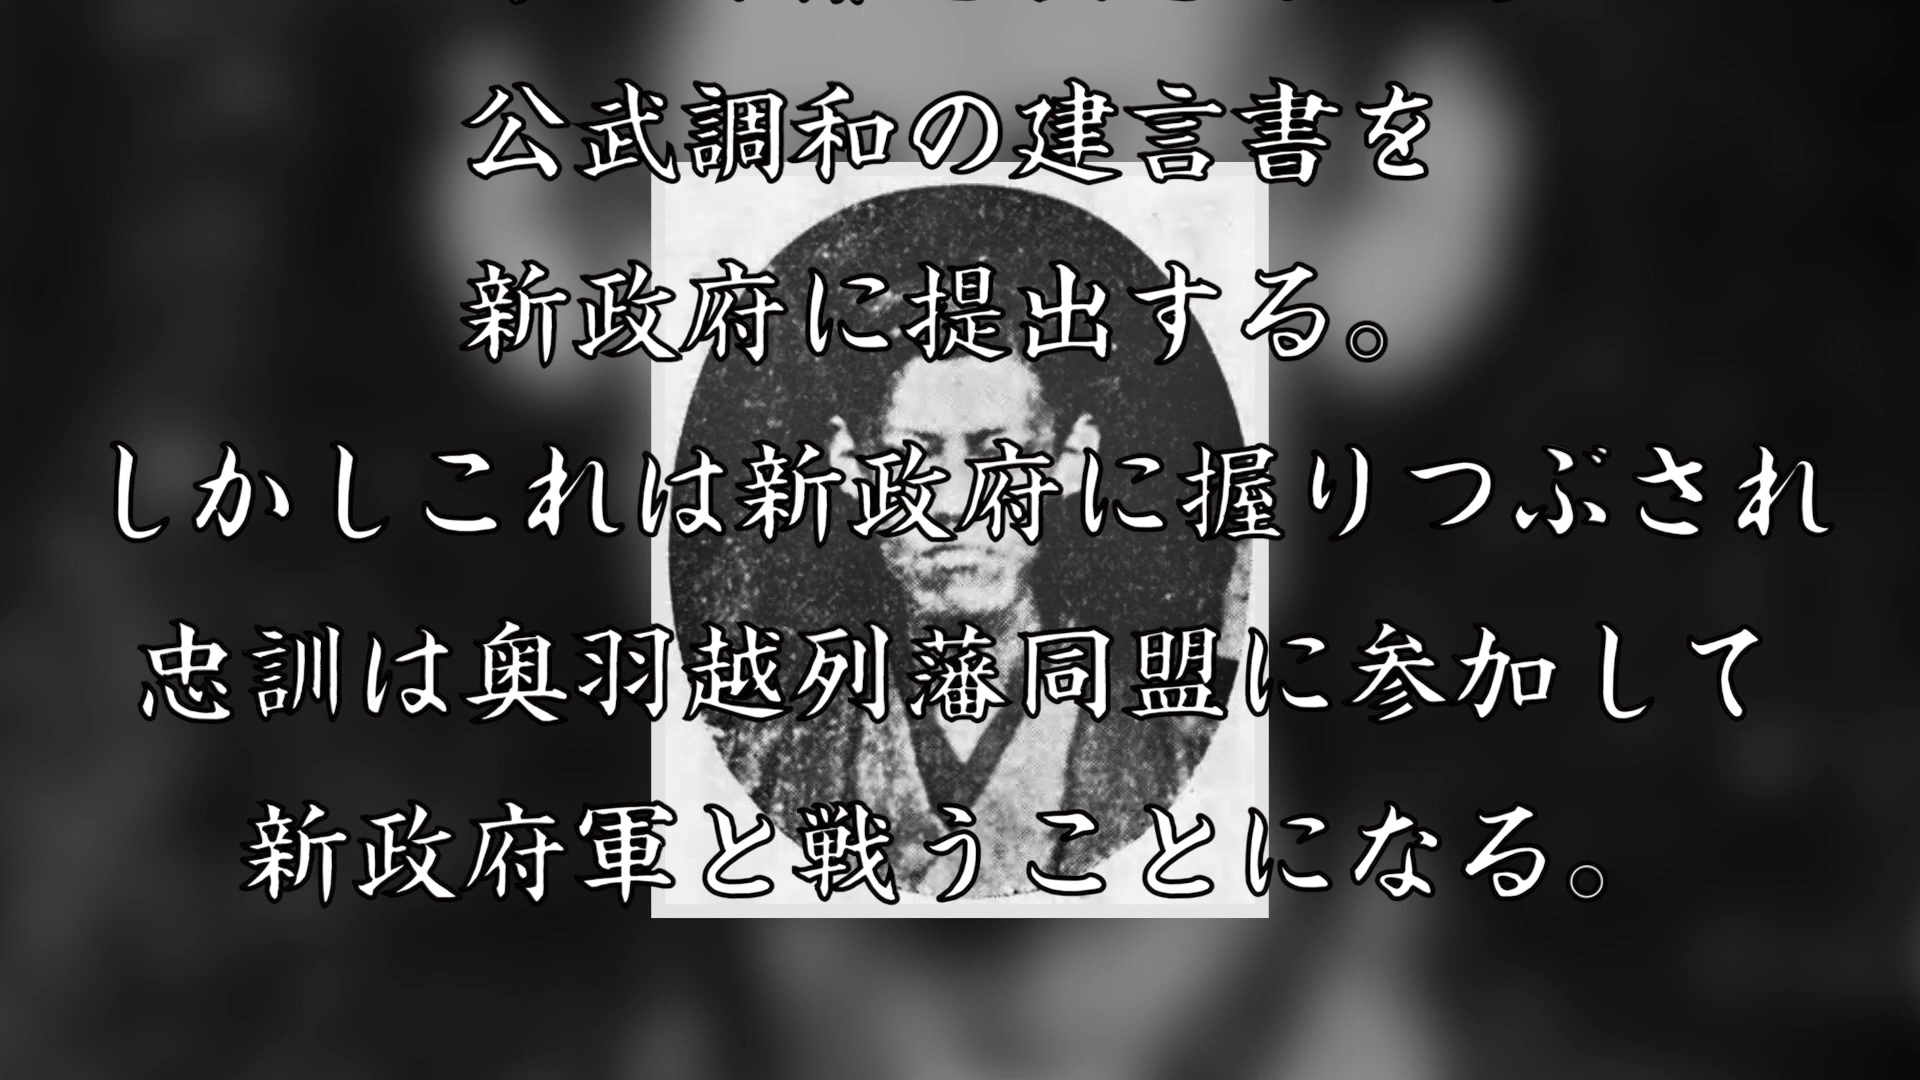 公武調和の建言書を
新政府に提出する。
しかしこれは新政府に握りつぶされ
忠訓は奥羽越列藩同盟に参加して
新政府軍と戦うことになる。